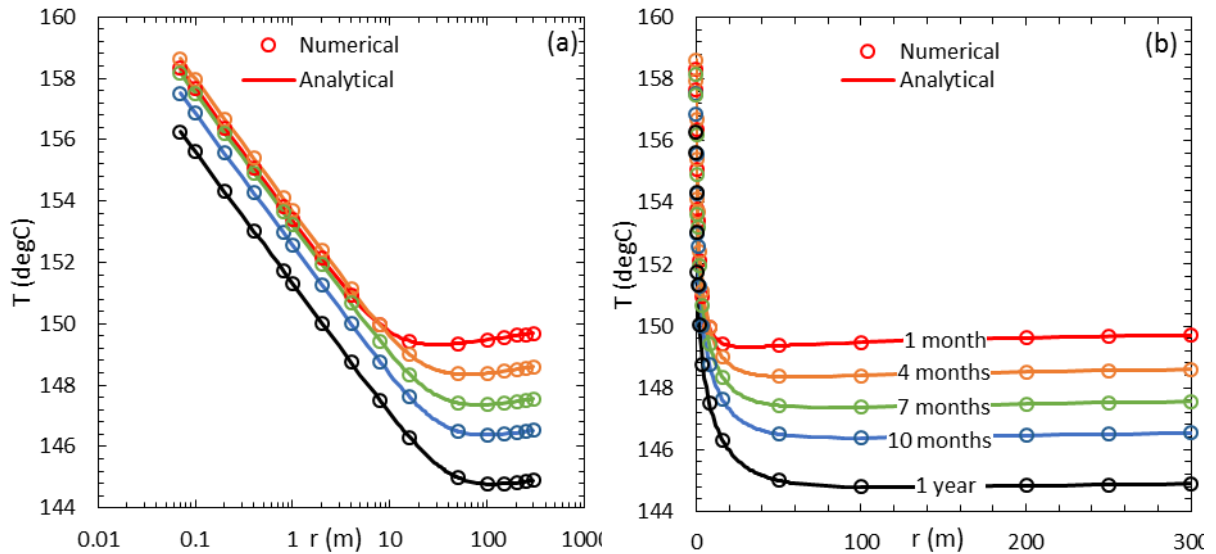 160
158
156
154
152
150
148
146
144
T (degC)
Numerical
Analytical
(a)
0.01 0.1 1 10 100 1000
r (m)
160
158
156
154
152
150
148
146
144
T (degC)
Numerical
Analytical
(b)
1 month
4 months
7 months
10 months
1 year
0 100 200 300
r (m)